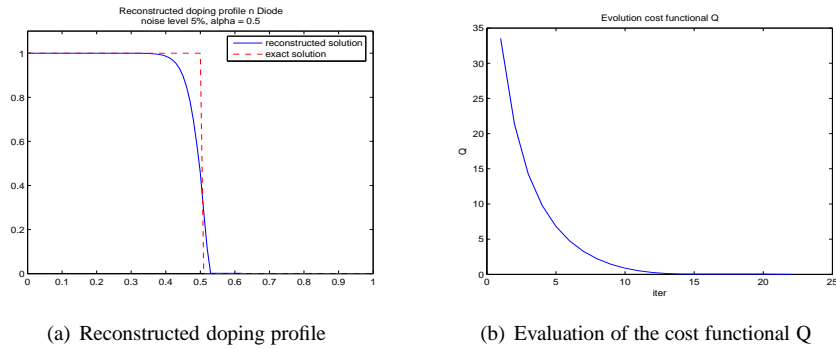 Reconstructed doping profile n Diode
noise level 5%, alpha = 0.5
reconstructed solution
exact solution
1
0.8
0.6
0.4
0.2
0
0 0.1 0.2 0.3 0.4 0.5 0.6 0.7 0.8 0.9 1
(a) Reconstructed doping profile
Evolution cost functional Q
35
30
25
20
15
10
5
0
Q
0 5 10 15 20 25
iter
(b) Evaluation of the cost functional Q